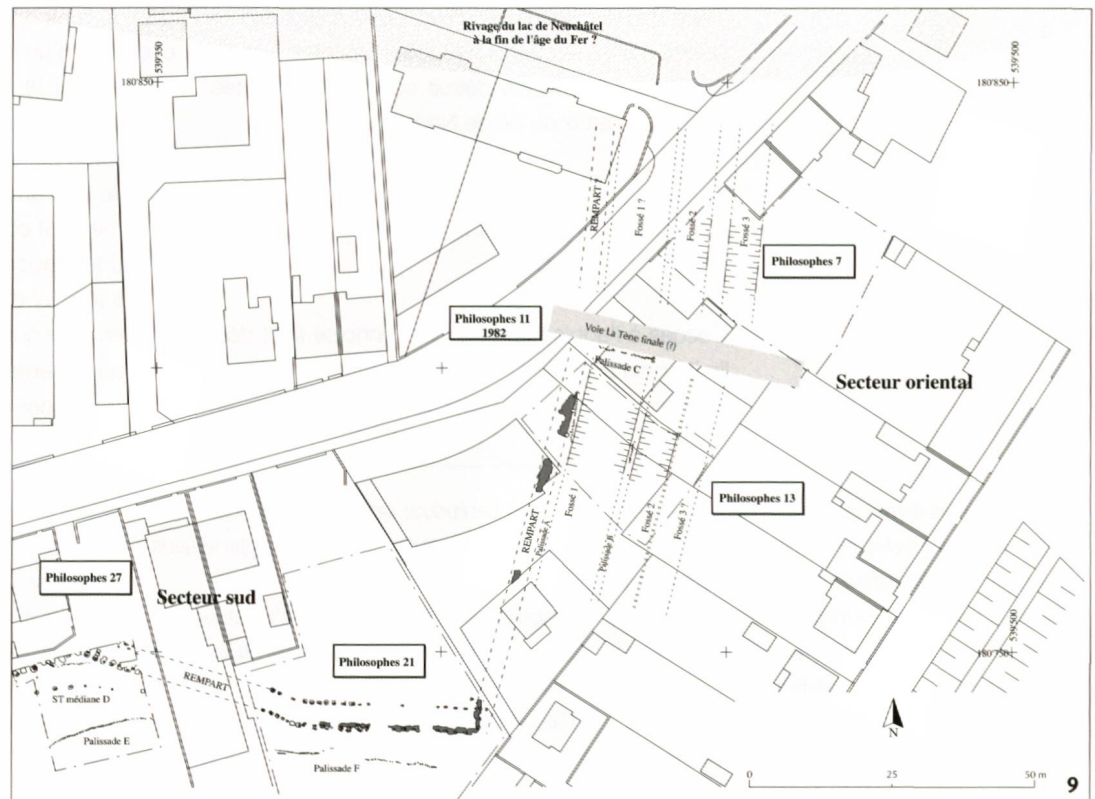 Rivage du lac de Neuchâtel
à la fin de l'âge du Fer ?
539'350
180'850
539'500
180'850
REMPART ?
Fossé 1 ?
Fossé 2
Fossé 3
Philosophes 7
Philosophes 11
1982
Voie La Tène finale (?)
Palissade C
Secteur oriental
Philosophes 13
REMPART
Palissade A
Fossé 1
Palissade B
Fossé 2
Fossé 3 ?
Philosophes 27
Secteur sud
Philosophes 21
REMPART
ST médiane D
Palissade E
Palissade F
539'500
180'750
N
0 25 50 m
9